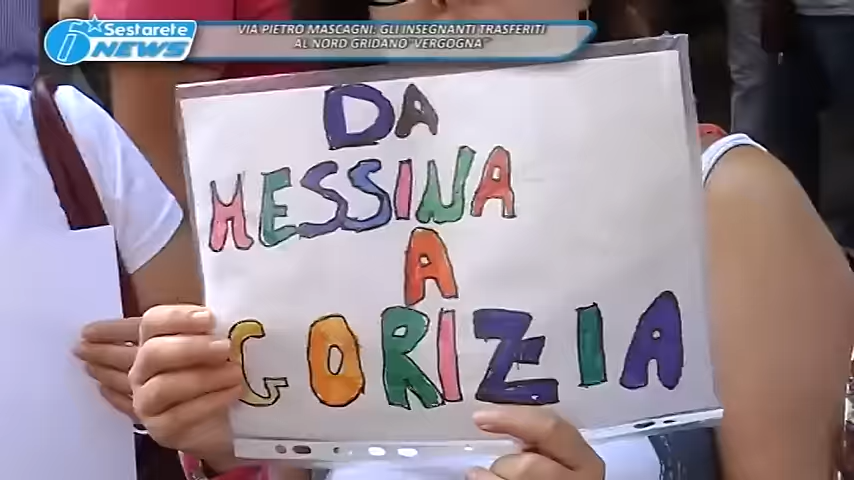 Sestarete
NEWS
VIA PIETRO MASCAGNI: GLI INSEGNANTI TRASFERITI
AL NORD GRIDANO "VERGOGNA"
DA
MESSINA
A
GORIZIA